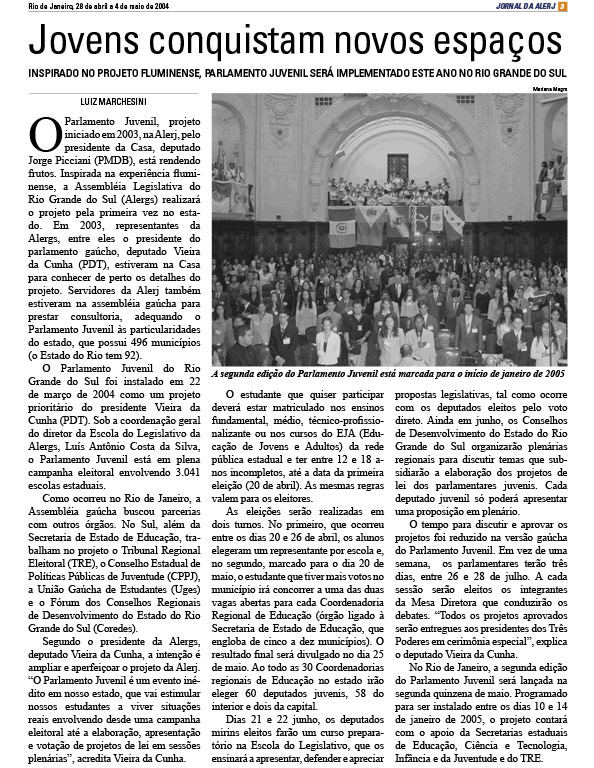 Rio de Janeiro, 28 de abril a 4 de maio de 2004
JORNAL DA ALERJ 3
Jovens conquistam novos espaços
INSPIRADO NO PROJETO FLUMINENSE, PARLAMENTO JUVENIL SERÁ IMPLEMENTADO ESTE ANO NO RIO GRANDE DO SUL
LUIZ MARCHESINI
O Parlamento Juvenil, projeto
iniciado em 2003, na Alerj, pelo
presidente da Casa, deputado
Jorge Picciani (PMDB), está rendendo
frutos. Inspirada na experiência flumi-
nense, a Assembléia Legislativa do
Rio Grande do Sul (Alergs) realizará
o projeto pela primeira vez no esta-
do. Em 2003, representantes da
Alergs, entre eles o presidente do
parlamento gaúcho, deputado Vieira
da Cunha (PDT), estiveram na Casa
para conhecer de perto os detalhes do
projeto. Servidores da Alerj também
estiveram na assembléia gaúcha para
prestar consultoria, adequando o
Parlamento Juvenil às particularidades
do estado, que possui 496 municípios
(o Estado do Rio tem 92).
O Parlamento Juvenil do Rio
Grande do Sul foi instalado em 22
de março de 2004 como um projeto
prioritário do presidente Vieira da
Cunha (PDT). Sob a coordenação geral
do diretor da Escola do Legislativo da
Alergs, Luís Antônio Costa da Silva,
o Parlamento Juvenil está em plena
campanha eleitoral envolvendo 3.041
escolas estaduais.
Como ocorreu no Rio de Janeiro, a
Assembléia gaúcha buscou parcerias
com outros órgãos. No Sul, além da
Secretaria de Estado de Educação, tra-
balham no projeto o Tribunal Regional
Eleitoral (TRE), o Conselho Estadual de
Políticas Públicas de Juventude (CPPJ),
a União Gaúcha de Estudantes (Uges)
e o Fórum dos Conselhos Regionais
de Desenvolvimento do Estado do Rio
Grande do Sul (Coredes).
Segundo o presidente da Alergs,
deputado Vieira da Cunha, a intenção é
ampliar e aperfeiçoar o projeto da Alerj.
“O Parlamento Juvenil é um evento iné-
dito em nosso estado, que vai estimular
nossos estudantes a viver situações
reais envolvendo desde uma campanha
eleitoral até a elaboração, apresentação
e votação de projetos de lei em sessões
plenárias”, acredita Vieira da Cunha.
Mariana Magro
A segunda edição do Parlamento Juvenil está marcada para o início de janeiro de 2005
O estudante que quiser participar
deverá estar matriculado nos ensinos
fundamental, médio, técnico-profissio-
nalizante ou nos cursos do EJA (Edu-
cação de Jovens e Adultos) da rede
pública estadual e ter entre 12 e 18 a-
nos incompletos, até a data da primeira
eleição (20 de abril). As mesmas regras
valem para os eleitores.
As eleições serão realizadas em
dois turnos. No primeiro, que ocorreu
entre os dias 20 e 26 de abril, os alunos
elegeram um representante por escola e,
no segundo, marcado para o dia 20 de
maio, o estudante que tiver mais votos no
município irá concorrer a uma das duas
vagas abertas para cada Coordenadoria
Regional de Educação (órgão ligado à
Secretaria de Estado de Educação, que
engloba de cinco a dez municípios). O
resultado final será divulgado no dia 25
de maio. Ao todo as 30 Coordenadorias
regionais de Educação no estado irão
eleger 60 deputados juvenis, 58 do
interior e dois da capital.
Dias 21 e 22 junho, os deputados
mirins eleitos farão um curso prepara-
tório na Escola do Legislativo, que os
ensinará a apresentar, defender e apreciar
propostas legislativas, tal como ocorre
com os deputados eleitos pelo voto
direto. Ainda em junho, os Conselhos
de Desenvolvimento do Estado do Rio
Grande do Sul organizarão plenárias
regionais para discutir temas que sub-
sidiarão a elaboração dos projetos de
lei dos parlamentares juvenis. Cada
deputado juvenil só poderá apresentar
uma proposição em plenário.
O tempo para discutir e aprovar os
projetos foi reduzido na versão gaúcha
do Parlamento Juvenil. Em vez de uma
semana, os parlamentares terão três
dias, entre 26 e 28 de julho. A cada
sessão serão eleitos os integrantes
da Mesa Diretora que conduzirão os
debates. “Todos os projetos aprovados
serão entregues aos presidentes dos Três
Poderes em cerimônia especial”, explica
o deputado Vieira da Cunha.
No Rio de Janeiro, a segunda edição
do Parlamento Juvenil será lançada na
segunda quinzena de maio. Programado
para ser instalado entre os dias 10 e 14
de janeiro de 2005, o projeto contará
com o apoio da Secretarias estaduais
de Educação, Ciência e Tecnologia,
Infância e da Juventude e do TRE.